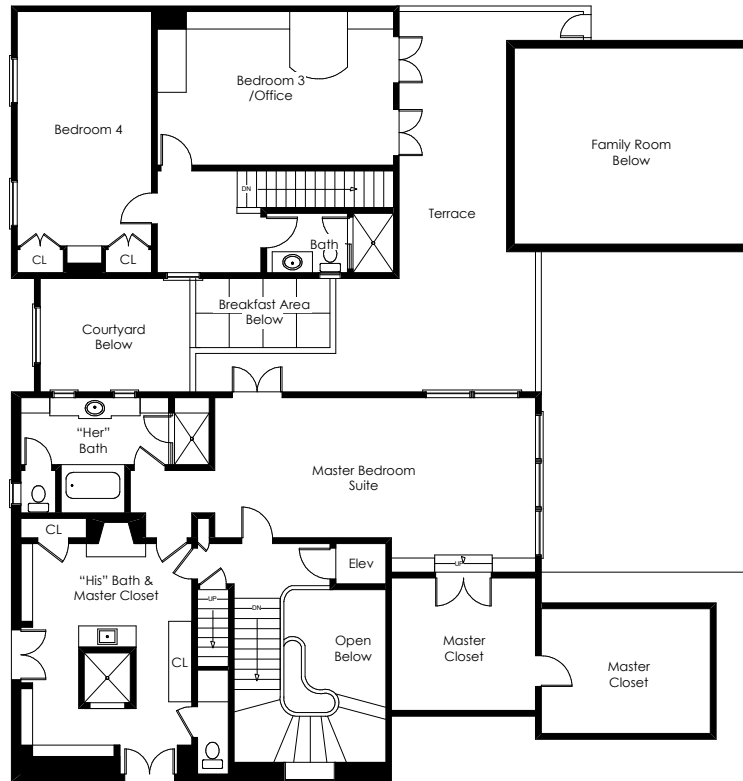 Bedroom 3
/Office
Bedroom 4
Family Room
Below
DN
Terrace
Bath
CL
CL
Breakfast Area
Below
Courtyard
Below
“Her”
Bath
Master Bedroom
Suite
CL
UP
Elev
“His” Bath &
Master Closet
UP
DN
Open
Below
Master
Closet
CL
Master
Closet